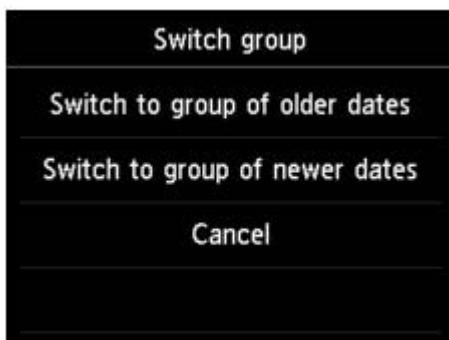 Switch group
Switch to group of older dates
Switch to group of newer dates
Cancel